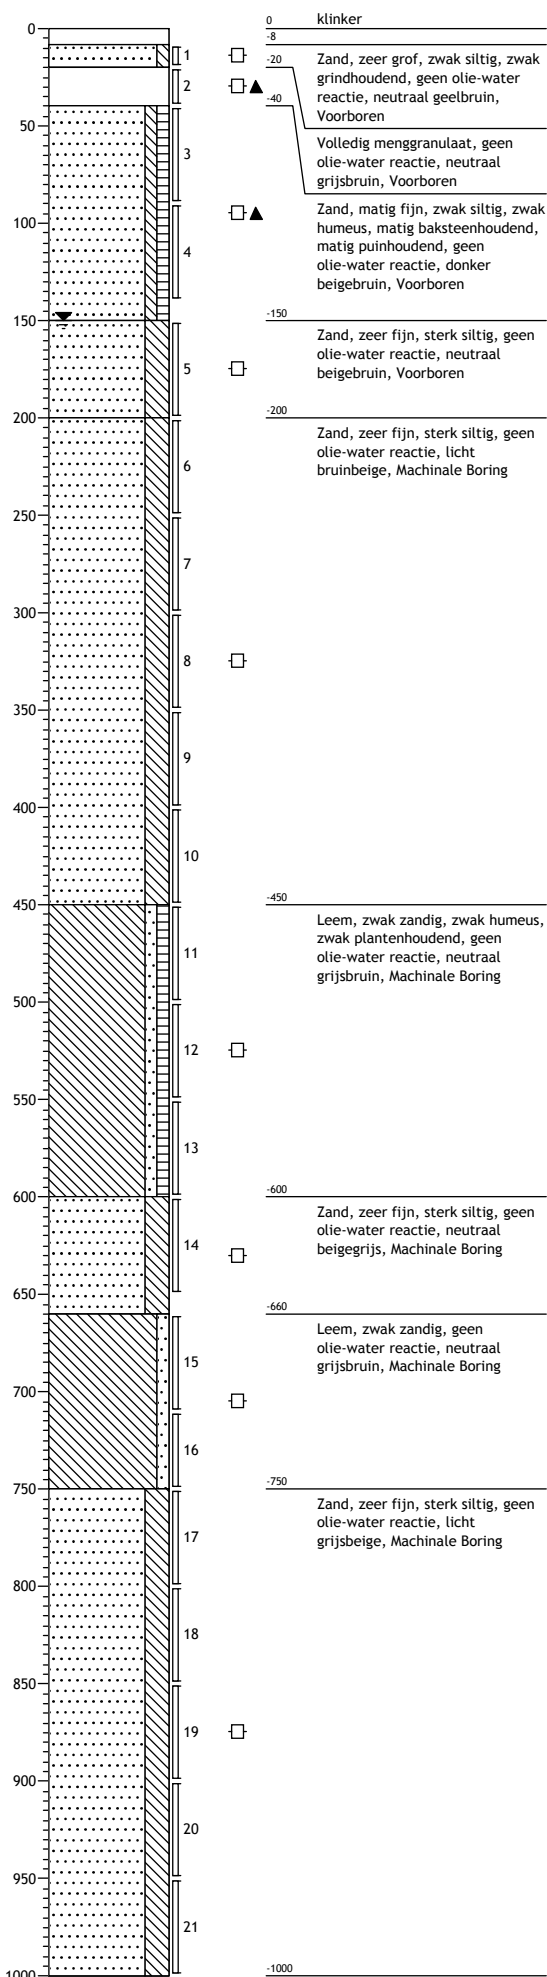 0
klinker
0
-8
1
-20
Zand, zeer grof, zwak siltig, zwak
grindhoudend, geen olie-water
reactie, neutraal geelbruin,
Voorboren
2
-40
50
Volledig menggranulaat, geen
olie-water reactie, neutraal
grijsbruin, Voorboren
3
100
Zand, matig fijn, zwak siltig, zwak
humeus, matig baksteenhoudend,
matig puinhoudend, geen
olie-water reactie, donker
beigebruin, Voorboren
4
150
-150
Zand, zeer fijn, sterk siltig, geen
olie-water reactie, neutraal
beigebruin, Voorboren
5
200
-200
Zand, zeer fijn, sterk siltig, geen
olie-water reactie, licht
bruinbeige, Machinale Boring
6
250
7
300
8
350
9
400
10
450
-450
Leem, zwak zandig, zwak humeus,
zwak plantenhoudend, geen
olie-water reactie, neutraal
grijsbruin, Machinale Boring
11
500
12
550
13
600
-600
Zand, zeer fijn, sterk siltig, geen
olie-water reactie, neutraal
beigegrijs, Machinale Boring
14
650
-660
Leem, zwak zandig, geen
olie-water reactie, neutraal
grijsbruin, Machinale Boring
15
700
16
750
-750
Zand, zeer fijn, sterk siltig, geen
olie-water reactie, licht
grijsbeige, Machinale Boring
17
800
18
850
19
900
20
950
21
1000
-1000